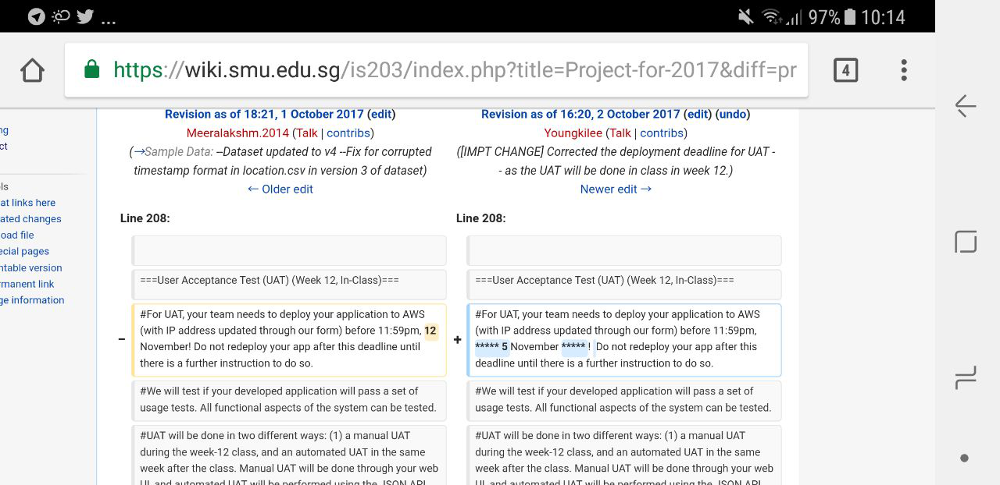 ... 97% 10:14
https://wiki.smu.edu.sg/is203/index.php?title=Project-for-2017&diff=pr
4
ng
ct
ls
at links here
ated changes
oad file
ecial pages
ntable version
rmanent link
ge information
Revision as of 18:21, 1 October 2017 (edit)
Meeralakshm.2014 (Talk | contribs)
(→Sample Data: --Dataset updated to v4 --Fix for corrupted
timestamp format in location.csv in version 3 of dataset)
← Older edit
Revision as of 16:20, 2 October 2017 (edit) (undo)
Youngkilee (Talk | contribs)
([IMPT CHANGE] Corrected the deployment deadline for UAT -
- as the UAT will be done in class in week 12.)
Newer edit →
Line 208:
Line 208:
===User Acceptance Test (UAT) (Week 12, In-Class)===
===User Acceptance Test (UAT) (Week 12, In-Class)===
−
#For UAT, your team needs to deploy your application to AWS
(with IP address updated through our form) before 11:59pm, 12
November! Do not redeploy your app after this deadline until
there is a further instruction to do so.
+
#For UAT, your team needs to deploy your application to AWS
(with IP address updated through our form) before 11:59pm,
***** 5 November ***** ! Do not redeploy your app after this
deadline until there is a further instruction to do so.
#We will test if your developed application will pass a set of
usage tests. All functional aspects of the system can be tested.
#We will test if your developed application will pass a set of
usage tests. All functional aspects of the system can be tested.
#UAT will be done in two different ways: (1) a manual UAT
during the week-12 class, and an automated UAT in the same
week after the class. Manual UAT will be done through your web
UI, and automated UAT will be performed using the JSON API
#UAT will be done in two different ways: (1) a manual UAT
during the week-12 class, and an automated UAT in the same
week after the class. Manual UAT will be done through your web
UI, and automated UAT will be performed using the JSON API